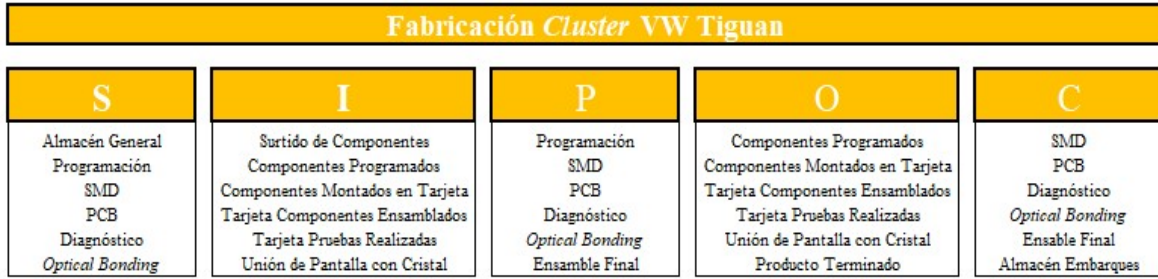 Fabricación Cluster VW Tiguan
S
Almacén General
Programación
SMD
PCB
Diagnóstico
Optical Bonding
I
Surtido de Componentes
Componentes Programados
Componentes Montados en Tarjeta
Tarjeta Componentes Ensamblados
Tarjeta Pruebas Realizadas
Unión de Pantalla con Cristal
P
Programación
SMD
PCB
Diagnóstico
Optical Bonding
Ensamble Final
O
Componentes Programados
Componentes Montados en Tarjeta
Tarjeta Componentes Ensamblados
Tarjeta Pruebas Realizadas
Unión de Pantalla con Cristal
Producto Terminado
C
SMD
PCB
Diagnóstico
Optical Bonding
Ensable Final
Almacén Embarques